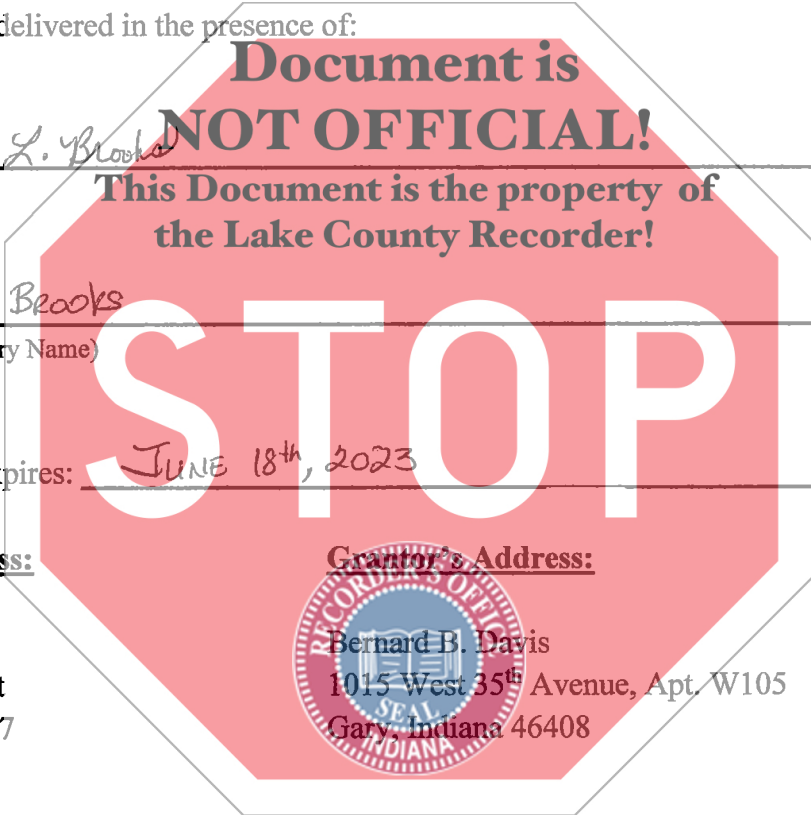 delivered in the presence of:
Document is
NOT OFFICIAL!
L. Brooks
This Document is the property of
the Lake County Recorder!
Brooks
ry Name)
STOP
pires: JUNE 18th, 2023
ss: Grantor's Address:
RECORDER'S OFFICE
Bernard B. Davis
t 1015 West 35th Avenue, Apt. W105
SEAL
7 Gary, Indiana 46408
INDIANA